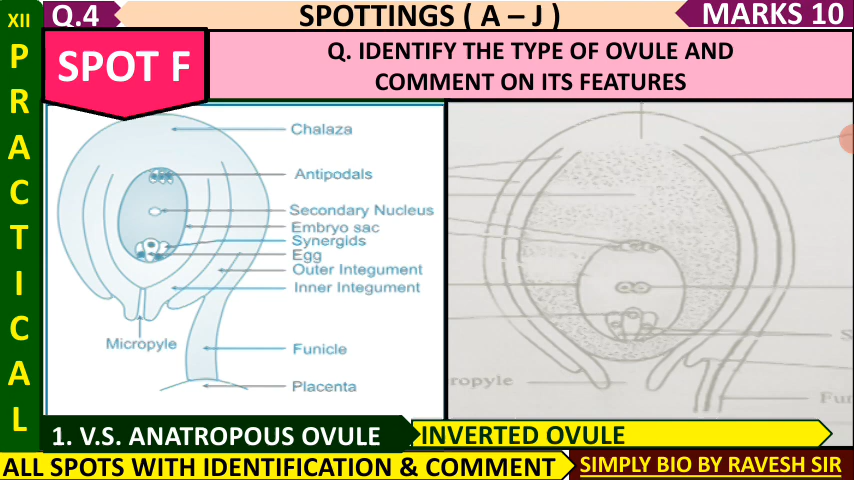 XII
PRACTICAL
Q.4
SPOTTINGS ( A – J )
MARKS 10
SPOT F
Q. IDENTIFY THE TYPE OF OVULE AND
COMMENT ON ITS FEATURES
Chalaza
Antipodals
Secondary Nucleus
Embryo sac
Synergids
Egg
Outer Integument
Inner Integument
Micropyle
Funicle
Placenta
ropyle
S
Fu
1. V.S. ANATROPOUS OVULE
INVERTED OVULE
ALL SPOTS WITH IDENTIFICATION & COMMENT
SIMPLY BIO BY RAVESH SIR